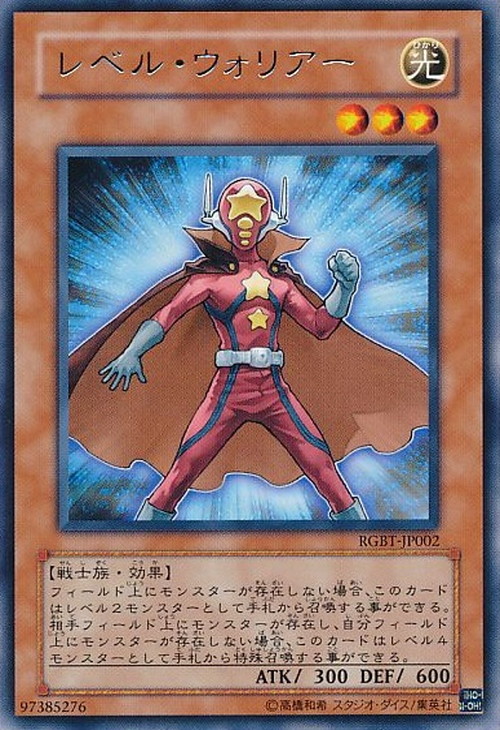 レベル・ウォリアー
光
RGBT-JP002
【戦士族・効果】
フィールド上にモンスターが存在しない場合、このカード
はレベル2モンスターとして手札から召喚する事ができる。
相手フィールド上にモンスターが存在し、自分フィールド
上にモンスターが存在しない場合、このカードはレベル4
モンスターとして手札から特殊召喚する事ができる。
ATK/ 300 DEF/ 600
97385276 ©高橋和希 スタジオ・ダイス/集英社